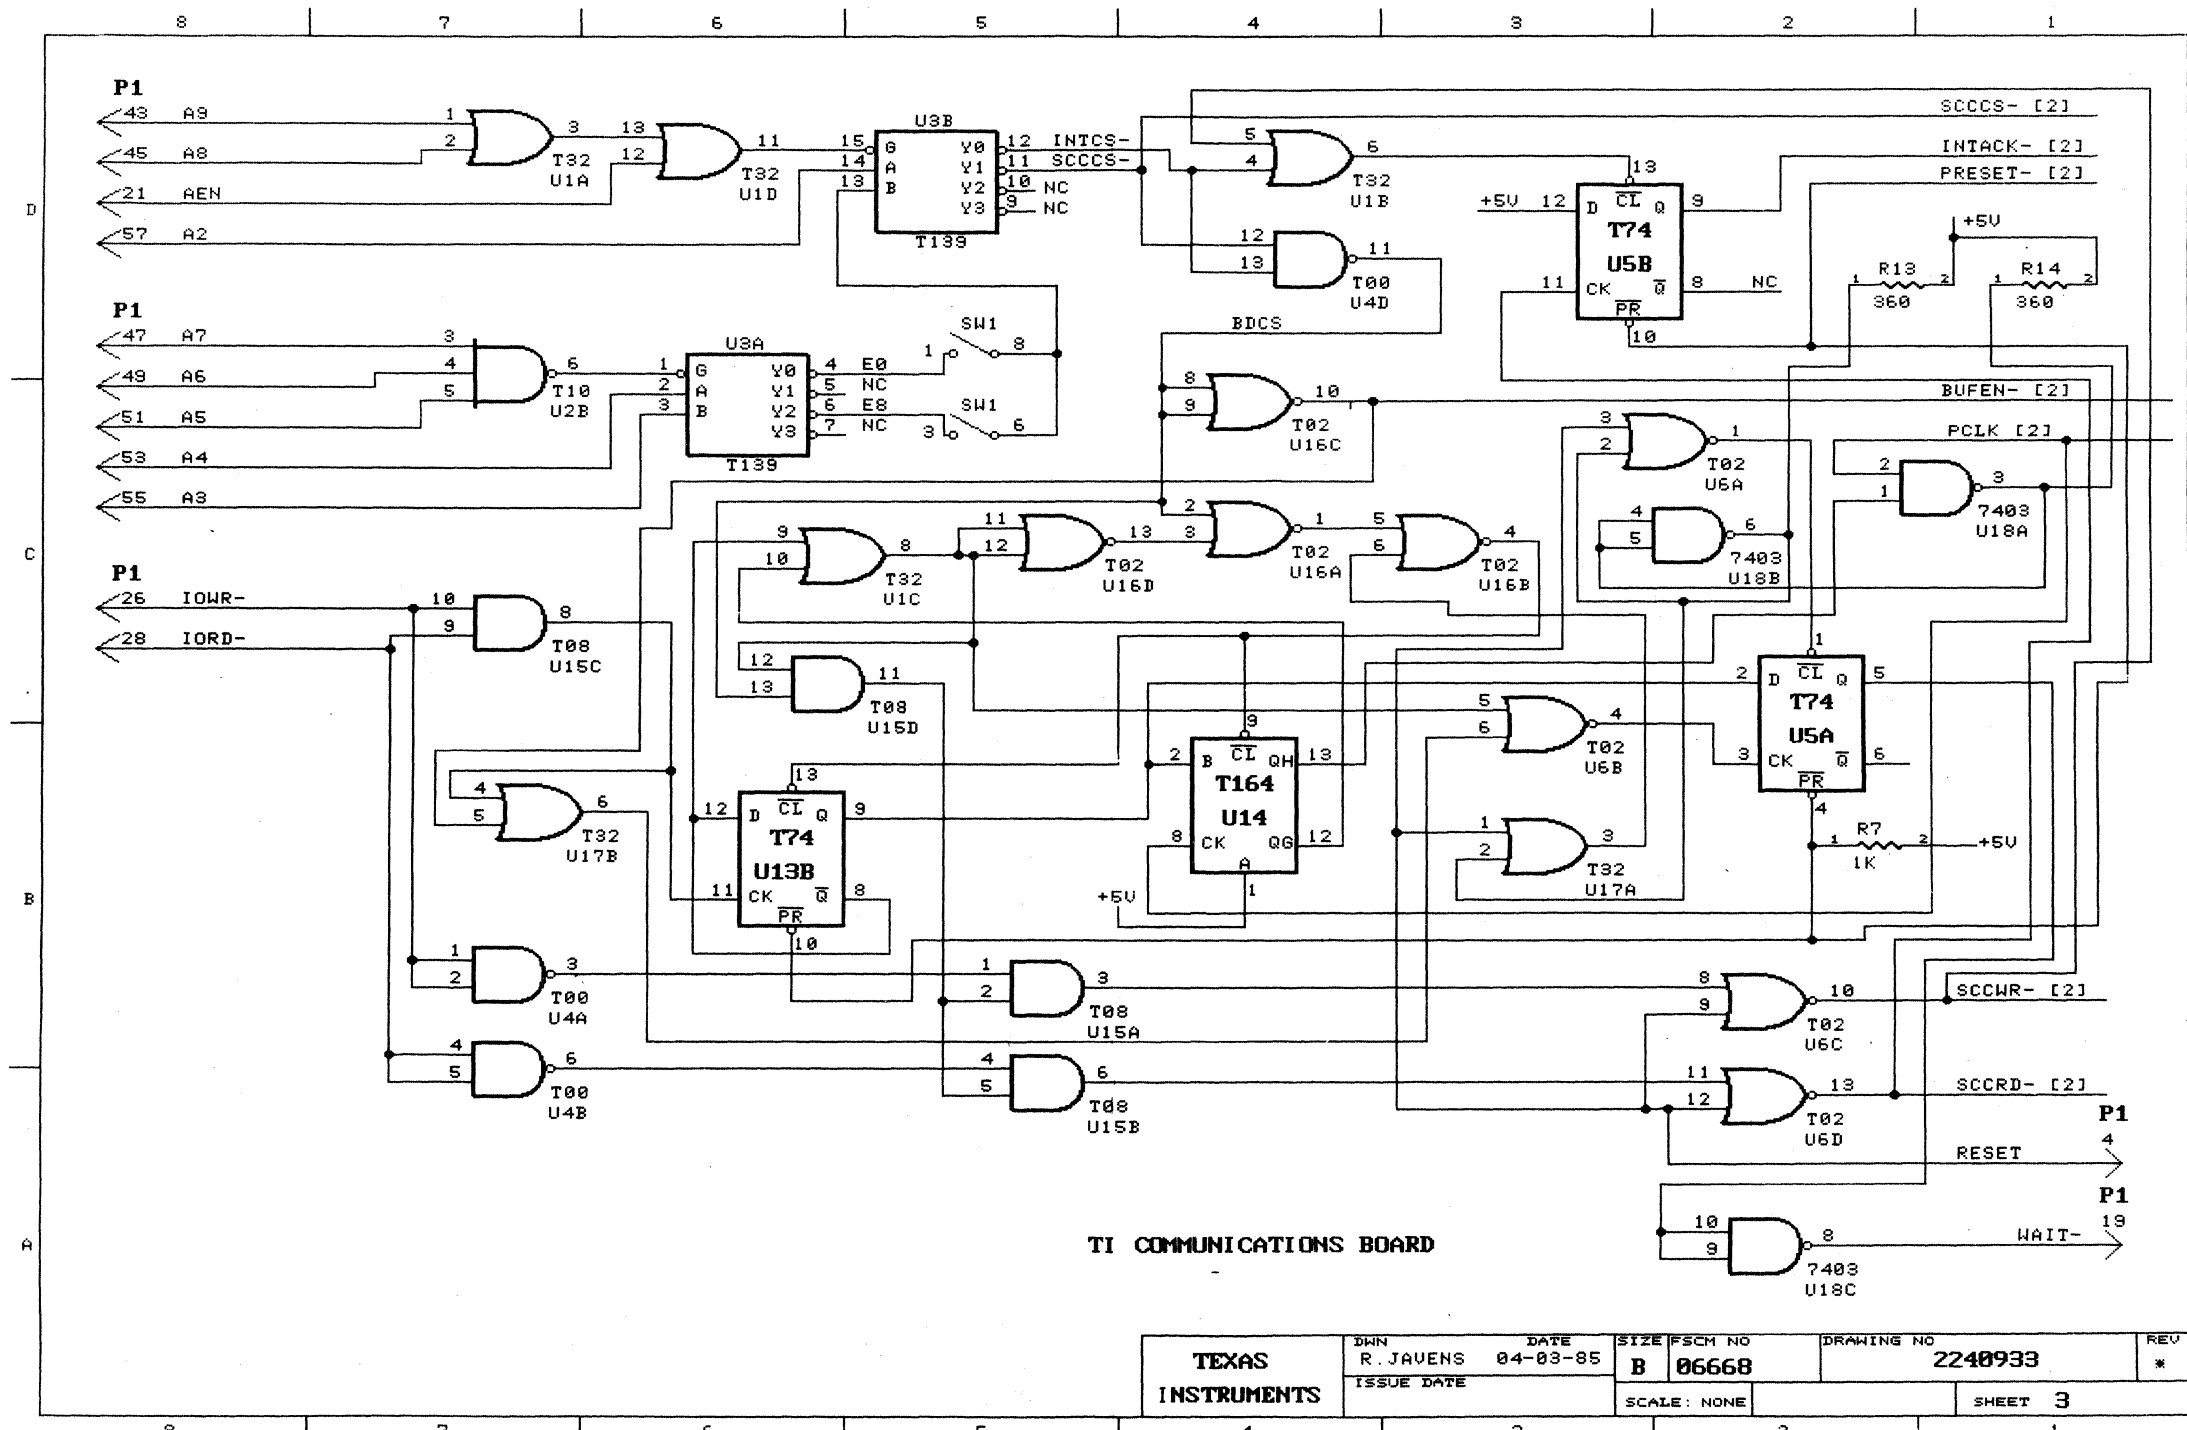 8 7 6 5 4 3 2 1
D
C
B
A
P1
43 A9
45 A8
21 AEN
57 A2
1
2
3
T32
U1A
13
12
11
T32
U1D
U3B
15 G Y0 12 INTCS-
14 A Y1 11 SCCCS-
13 B Y2 10 NC
Y3 9 NC
T139
5
4
6
T32
U1B
12
13
11
T00
U4D
BDCS
SCCCS- [2]
INTACK- [2]
PRESET- [2]
13
+5V 12 D CL Q 9
T74
U5B
11 CK Q 8 NC
PR
10
+5V
1 R13 2
360
1 R14 2
360
P1
47 A7
49 A6
51 A5
53 A4
55 A3
3
4
5
6
T10
U2B
U3A
1 G Y0 4 E0
2 A Y1 5 NC
3 B Y2 6 E8
Y3 7 NC
T139
SW1
1 8
SW1
3 6
8
9
10
T02
U16C
BUFEN- [2]
PCLK [2]
3
2
1
T02
U6A
2
1
3
7403
U18A
4
5
6
7403
U18B
9
10
8
T32
U1C
11
12
13
T02
U16D
2
3
1
T02
U16A
5
6
4
T02
U16B
P1
26 IOWR-
28 IORD-
10
9
8
T08
U15C
12
13
11
T08
U15D
9
2 B CL QH 13
T164
U14
8 CK QG 12
A
1
+5V
5
6
4
T02
U6B
1
2 D CL Q 5
T74
U5A
3 CK Q 6
PR
4
1 R7 2 +5V
1K
4
5
6
T32
U17B
13
12 D CL Q 9
T74
U13B
11 CK Q 8
PR
10
1
2
3
T32
U17A
1
2
3
T00
U4A
1
2
3
T08
U15A
8
9
10
T02
U6C
SCCWR- [2]
4
5
6
T00
U4B
4
5
6
T08
U15B
11
12
13
T02
U6D
SCCRD- [2]
P1
4
RESET
P1
19
WAIT-
10
9
8
7403
U18C
TI COMMUNICATIONS BOARD
TEXAS
INSTRUMENTS
DWN DATE
R.JAVENS 04-03-85
ISSUE DATE
SIZE B
FSCM NO 06668
DRAWING NO
2240933
REV
*
SCALE: NONE
SHEET 3